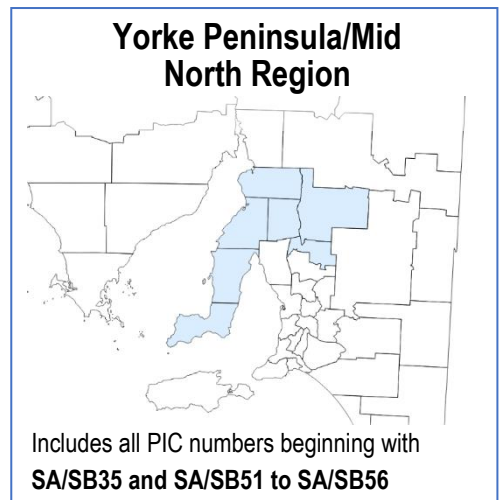 Yorke Peninsula/Mid
North Region
Includes all PIC numbers beginning with
SA/SB35 and SA/SB51 to SA/SB56